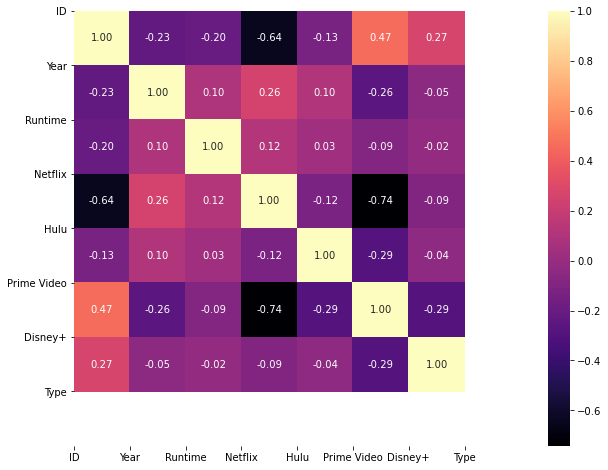 ID
1.00 -0.23 -0.20 -0.64 -0.13 0.47 0.27
Year
-0.23 1.00 0.10 0.26 0.10 -0.26 -0.05
Runtime
-0.20 0.10 1.00 0.12 0.03 -0.09 -0.02
Netflix
-0.64 0.26 0.12 1.00 -0.12 -0.74 -0.09
Hulu
-0.13 0.10 0.03 -0.12 1.00 -0.29 -0.04
Prime Video
0.47 -0.26 -0.09 -0.74 -0.29 1.00 -0.29
Disney+
0.27 -0.05 -0.02 -0.09 -0.04 -0.29 1.00
Type
ID Year Runtime Netflix Hulu Prime Video Disney+ Type
1.0
0.8
0.6
0.4
0.2
0.0
−0.2
−0.4
−0.6